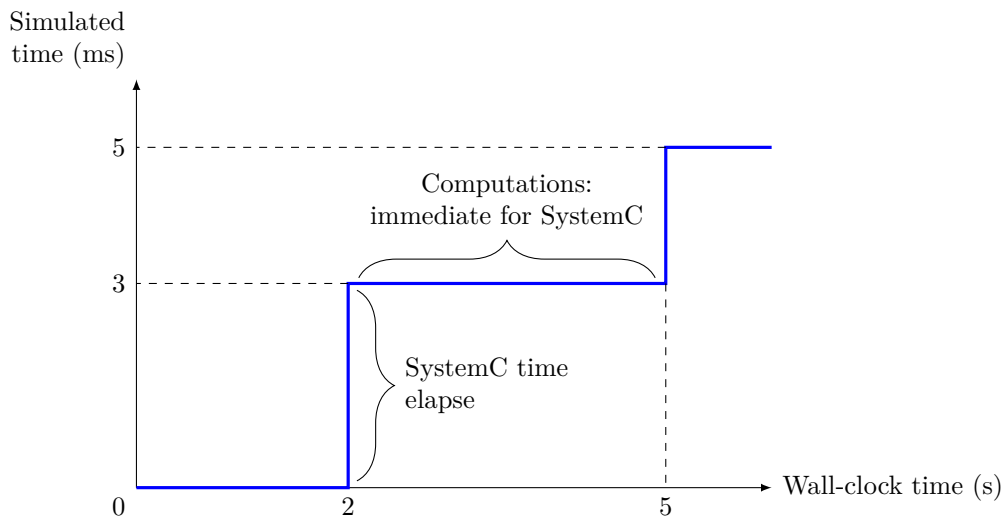 Simulated
time (ms)
5
Computations:
immediate for SystemC
3
SystemC time
elapse
Wall-clock time (s)
0
2
5